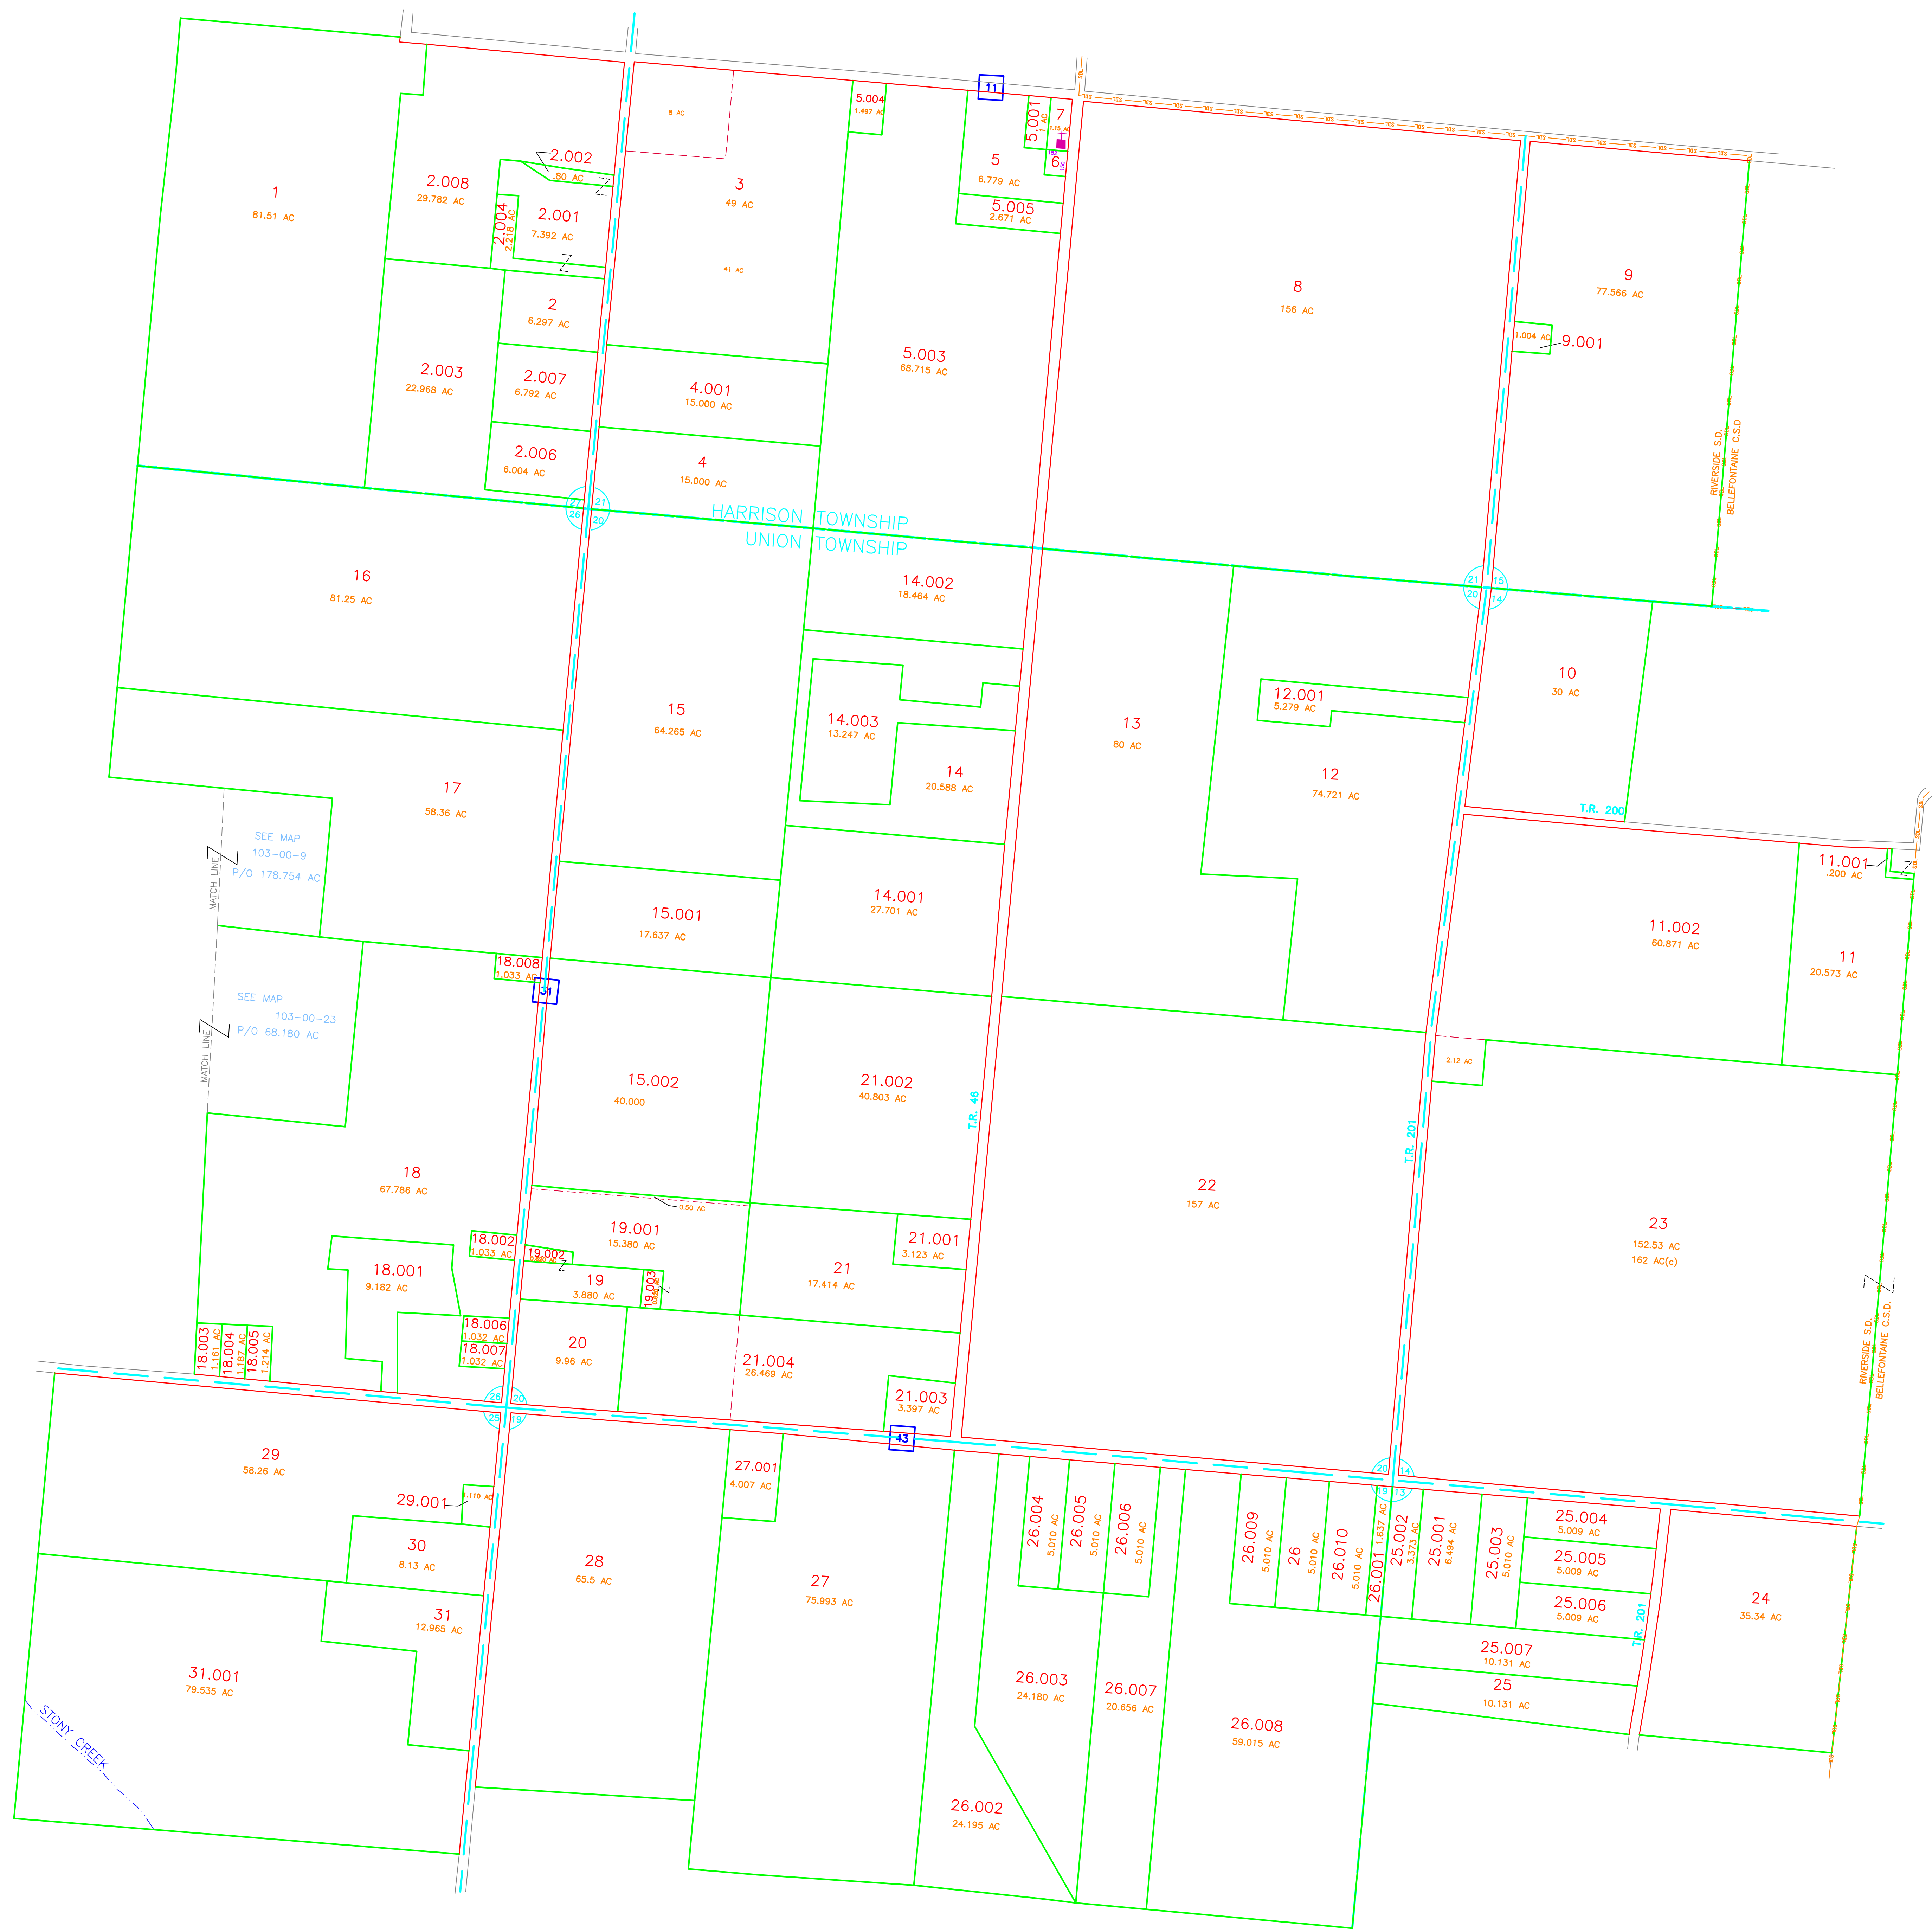 11
SDL
1
81.51 AC
2.008
29.782 AC
2.002
.80 AC
2.004
2.218 AC
2.001
7.392 AC
2
6.297 AC
2.003
22.968 AC
2.007
6.792 AC
2.006
6.004 AC
8 AC
3
49 AC
41 AC
4.001
15.000 AC
4
15.000 AC
5.004
1.497 AC
5.001
1 AC
7
1.15 AC
6
5
6.779 AC
5.005
2.671 AC
5.003
68.715 AC
8
156 AC
9
77.566 AC
1.004 AC
9.001
RIVERSIDE S.D.
BELLEFONTAINE C.S.D
27 21
26 20
HARRISON TOWNSHIP
UNION TOWNSHIP
21 15
20 14
16
81.25 AC
17
58.36 AC
SEE MAP
103-00-9
P/O 178.754 AC
MATCH LINE
SEE MAP
103-00-23
P/O 68.180 AC
MATCH LINE
15
64.265 AC
14.002
18.464 AC
14.003
13.247 AC
14
20.588 AC
14.001
27.701 AC
15.001
17.637 AC
13
80 AC
12.001
5.279 AC
12
74.721 AC
10
30 AC
T.R. 200
11.001
.200 AC
11.002
60.871 AC
11
20.573 AC
18.008
1.033 AC
31
15.002
40.000
21.002
40.803 AC
T.R. 46
2.12 AC
T.R. 201
22
157 AC
23
152.53 AC
162 AC(c)
18
67.786 AC
18.002
1.033 AC
18.001
9.182 AC
18.006
1.032 AC
18.007
1.032 AC
18.003
1.161 AC
18.004
1.187 AC
18.005
1.214 AC
0.50 AC
19.001
15.380 AC
19.002
19
3.880 AC
19.003
20
9.96 AC
21
17.414 AC
21.001
3.123 AC
21.004
26.469 AC
21.003
3.397 AC
RIVERSIDE S.D.
BELLEFONTAINE C.S.D.
26 20
25 19
43
20 14
19 13
29
58.26 AC
29.001
1.110 AC
30
8.13 AC
31
12.965 AC
31.001
79.535 AC
STONY CREEK
28
65.5 AC
27.001
4.007 AC
27
75.993 AC
26.004
5.010 AC
26.005
5.010 AC
26.006
5.010 AC
26.009
5.010 AC
26
5.010 AC
26.010
5.010 AC
26.001
1.637 AC
25.002
3.373 AC
25.001
6.494 AC
25.003
5.010 AC
25.004
5.009 AC
25.005
5.009 AC
25.006
5.009 AC
25.007
10.131 AC
25
10.131 AC
T.R. 201
24
35.34 AC
26.003
24.180 AC
26.007
20.656 AC
26.008
59.015 AC
26.002
24.195 AC